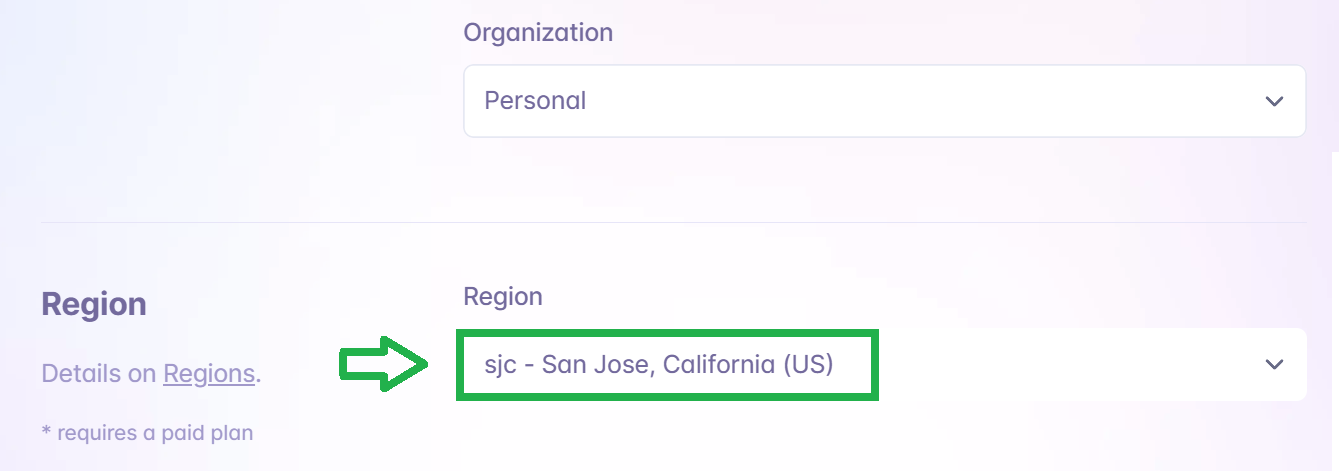 Organization
Personal
Region
Region
sjc - San Jose, California (US)
Details on Regions.
* requires a paid plan